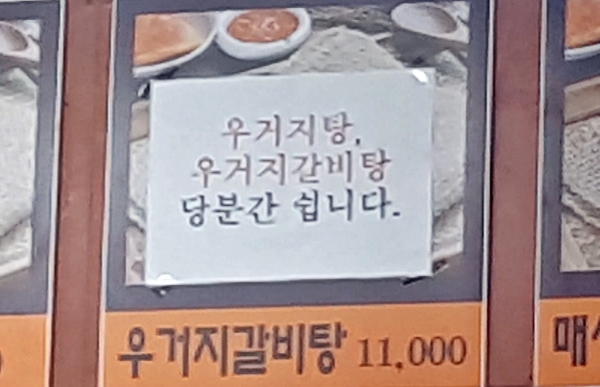 우거지탕,
우거지갈비탕
당분간 쉽니다.
우거지갈비탕 11,000
매